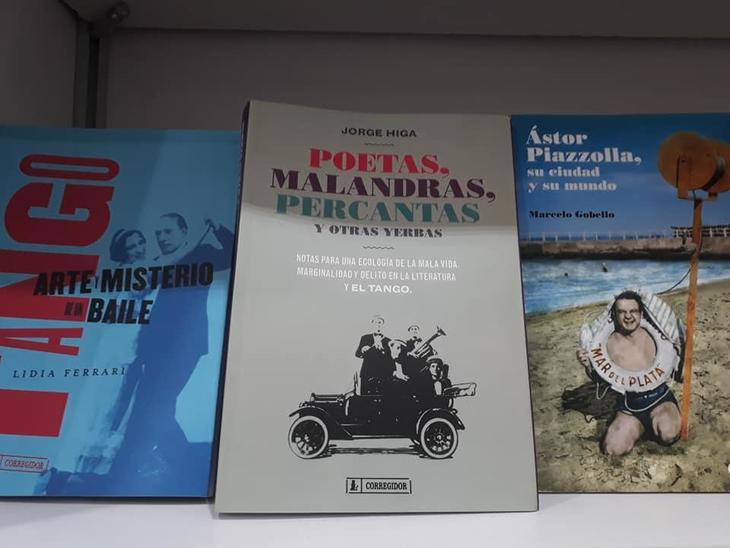 TANGO
ARTE Y MISTERIO
DE UN
BAILE
LIDIA FERRARI
CORREGIDOR
JORGE HIGA
POETAS,
MALANDRAS,
PERCANTAS
Y OTRAS YERBAS
NOTAS PARA UNA ECOLOGÍA DE LA MALA VIDA.
MARGINALIDAD Y DELITO EN LA LITERATURA
Y EL TANGO.
CORREGIDOR
Ástor
Piazzolla,
su ciudad
y su mundo
Marcelo Gobello
MAR DEL PLATA